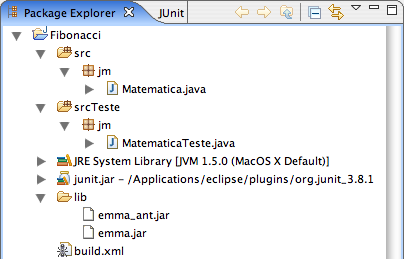 Package Explorer JUnit
Fibonacci
src
jm
Matematica.java
srcTeste
jm
MatematicaTeste.java
JRE System Library [JVM 1.5.0 (MacOS X Default)]
junit.jar - /Applications/eclipse/plugins/org.junit_3.8.1
lib
emma_ant.jar
emma.jar
build.xml